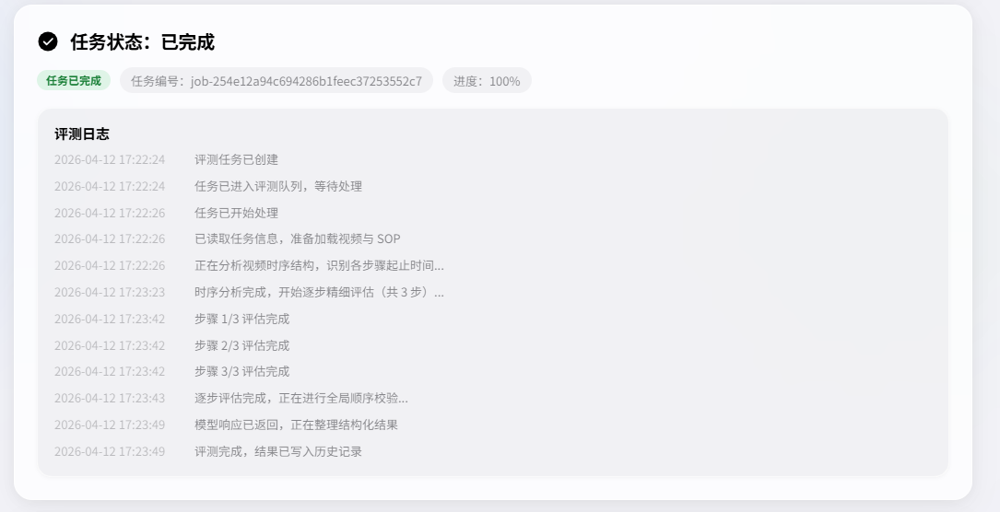 任务状态：已完成
任务已完成 任务编号：job-254e12a94c694286b1feec37253552c7 进度：100%
评测日志
2026-04-12 17:22:24 评测任务已创建
2026-04-12 17:22:24 任务已进入评测队列，等待处理
2026-04-12 17:22:26 任务已开始处理
2026-04-12 17:22:26 已读取任务信息，准备加载视频与 SOP
2026-04-12 17:22:26 正在分析视频时序结构，识别各步骤起止时间...
2026-04-12 17:23:23 时序分析完成，开始逐步精细评估（共 3 步）...
2026-04-12 17:23:42 步骤 1/3 评估完成
2026-04-12 17:23:42 步骤 2/3 评估完成
2026-04-12 17:23:42 步骤 3/3 评估完成
2026-04-12 17:23:43 逐步评估完成，正在进行全局顺序校验...
2026-04-12 17:23:49 模型响应已返回，正在整理结构化结果
2026-04-12 17:23:49 评测完成，结果已写入历史记录